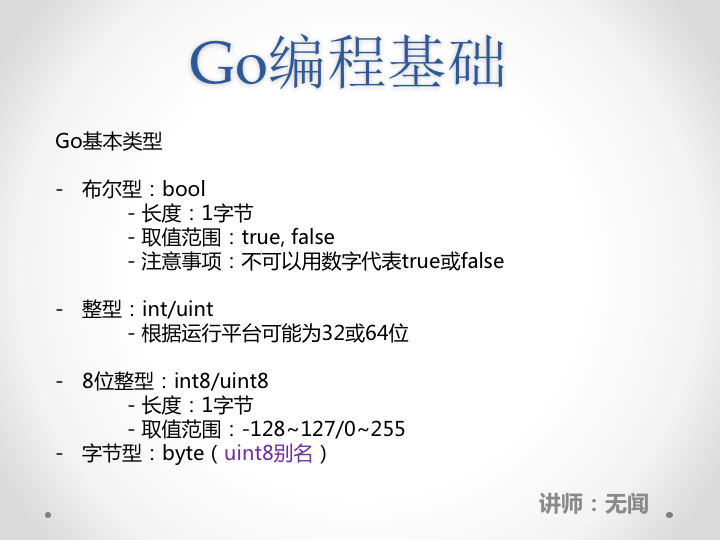 Go编程基础
Go基本类型
- 布尔型：bool
- 长度：1字节
- 取值范围：true, false
- 注意事项：不可以用数字代表true或false
- 整型：int/uint
- 根据运行平台可能为32或64位
- 8位整型：int8/uint8
- 长度：1字节
- 取值范围：-128~127/0~255
- 字节型：byte（uint8别名）
讲师：无闻